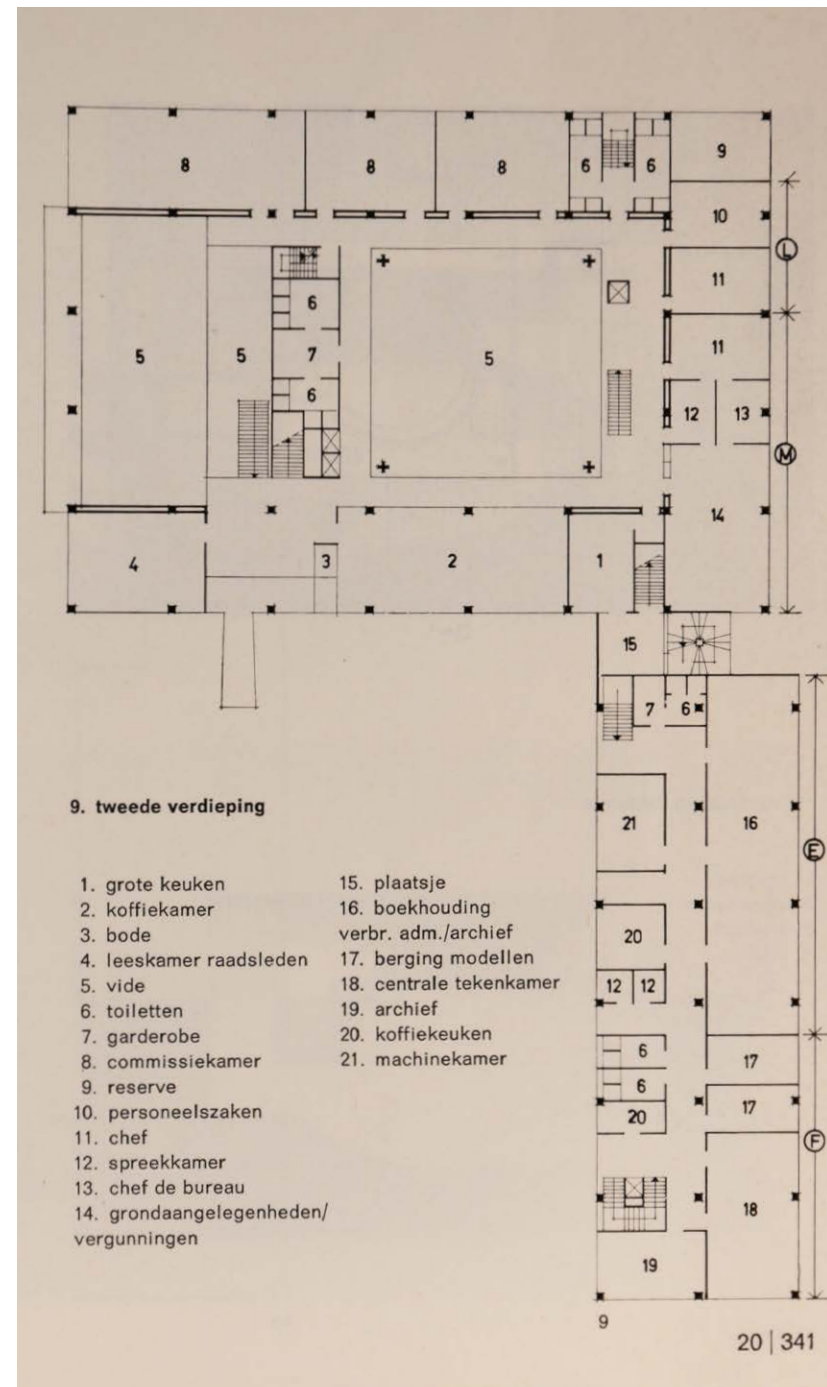 8
8
8
6
6
9
10
L
11
6
5
5
7
5
11
6
12
13
M
14
4
3
2
1
15
7
6
9. tweede verdieping
21
16
E
1. grote keuken
2. koffiekamer
3. bode
4. leeskamer raadsleden
5. vide
6. toiletten
7. garderobe
8. commissiekamer
9. reserve
10. personeelszaken
11. chef
12. spreekkamer
13. chef de bureau
14. grondaangelegenheden/
vergunningen
15. plaatsje
16. boekhouding
verbr. adm./archief
17. berging modellen
18. centrale tekenkamer
19. archief
20. koffiekeuken
21. machinekamer
20
12
12
6
17
6
17
20
F
18
19
9
20 | 341